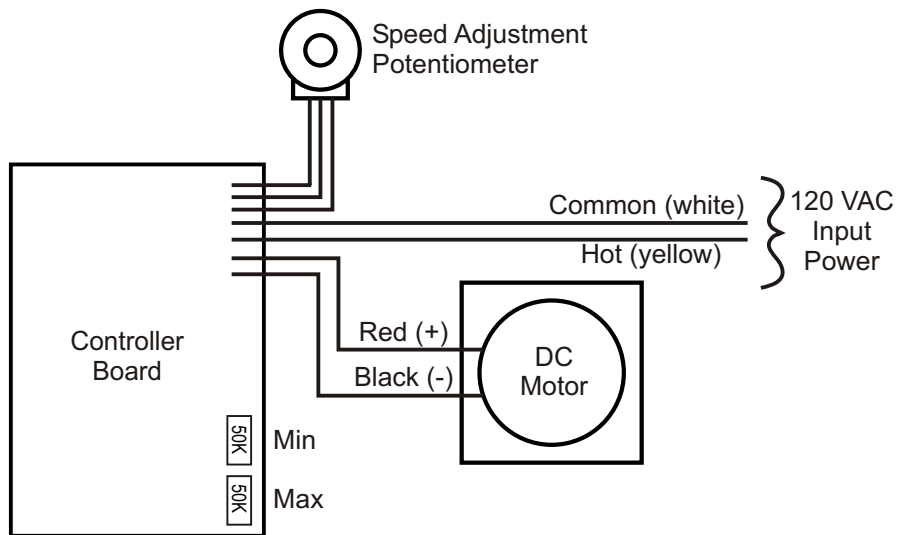 Speed Adjustment
Potentiometer
Common (white)
Hot (yellow)
120 VAC
Input
Power
Controller
Board
Red (+)
Black (-)
DC
Motor
50K
Min
50K
Max